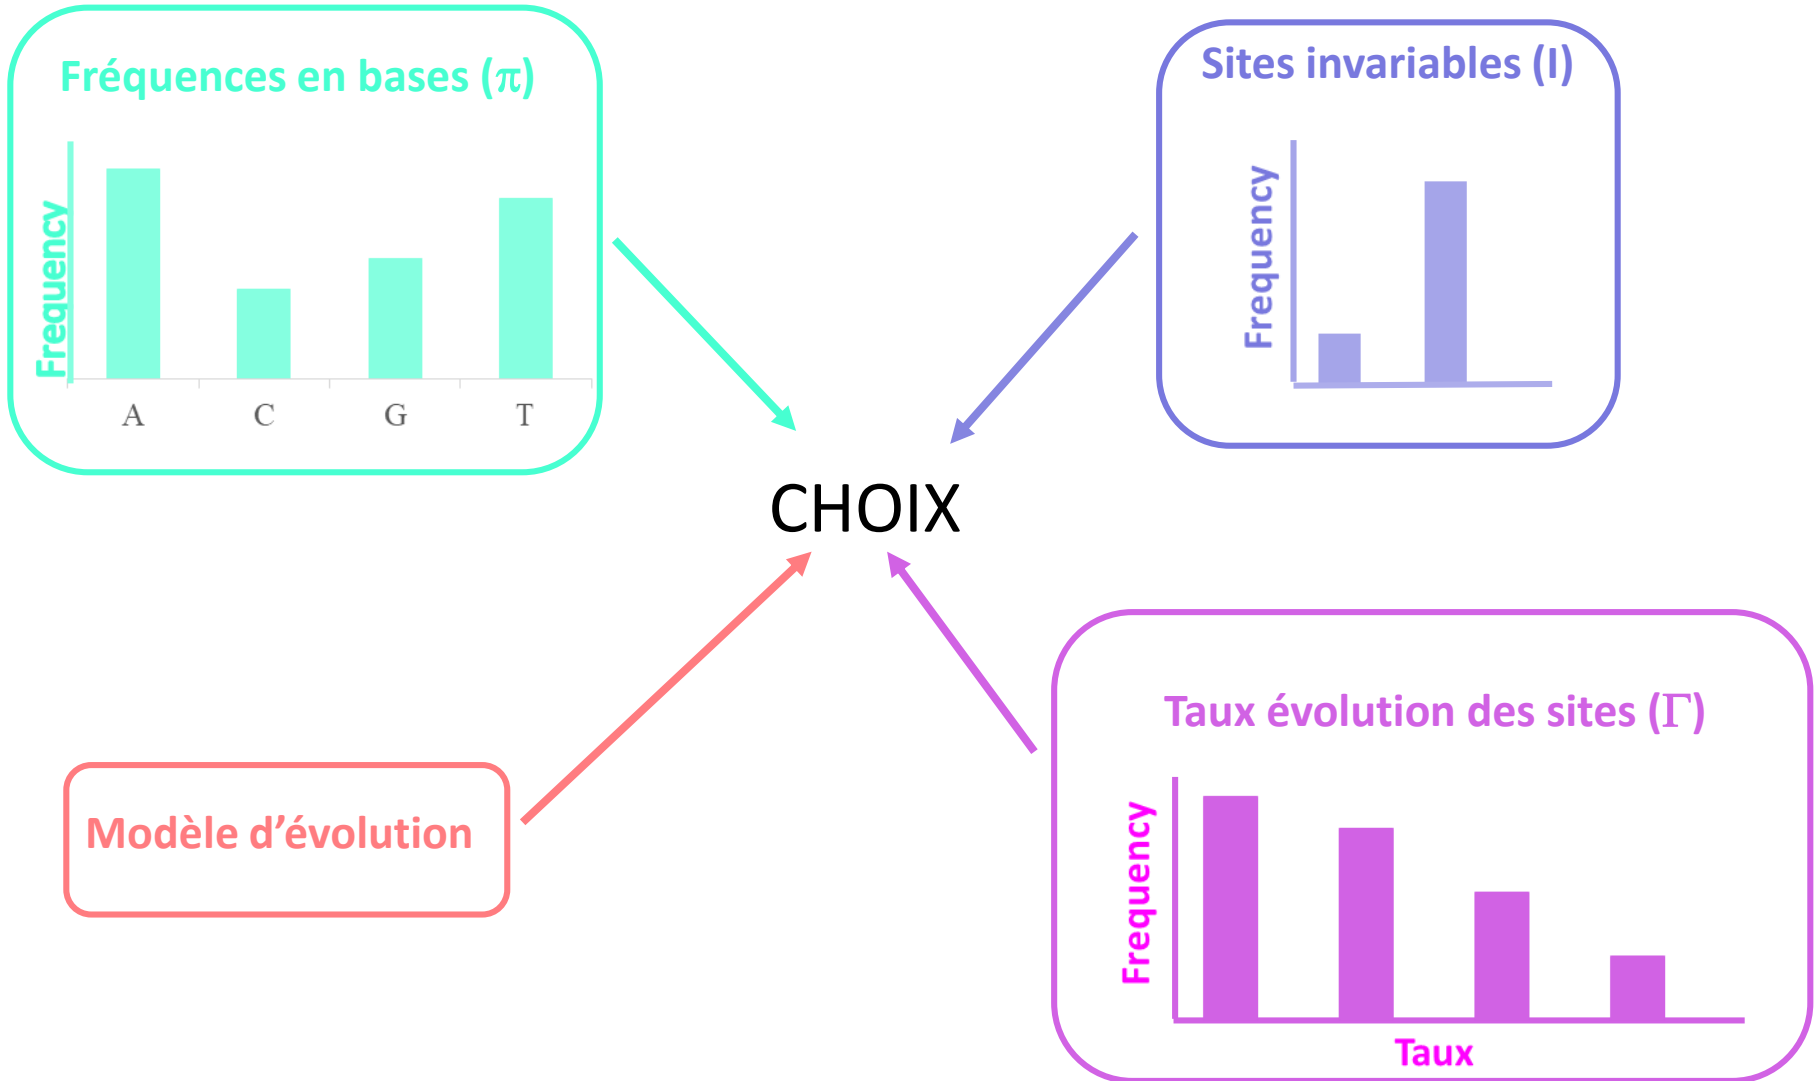 Fréquences en bases (π)
Frequency
A C G T
Sites invariables (I)
Frequency
CHOIX
Modèle d’évolution
Taux évolution des sites (Γ)
Frequency
Taux